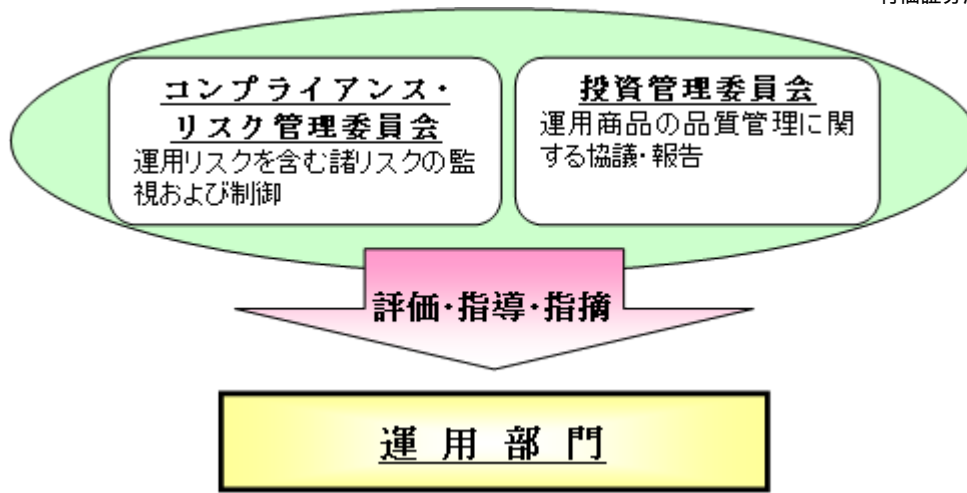 コンプライアンス・
リスク管理委員会
運用リスクを含む諸リスクの監
視および制御
投資管理委員会
運用商品の品質管理に関
する協議・報告
評価・指導・指摘
運用部門